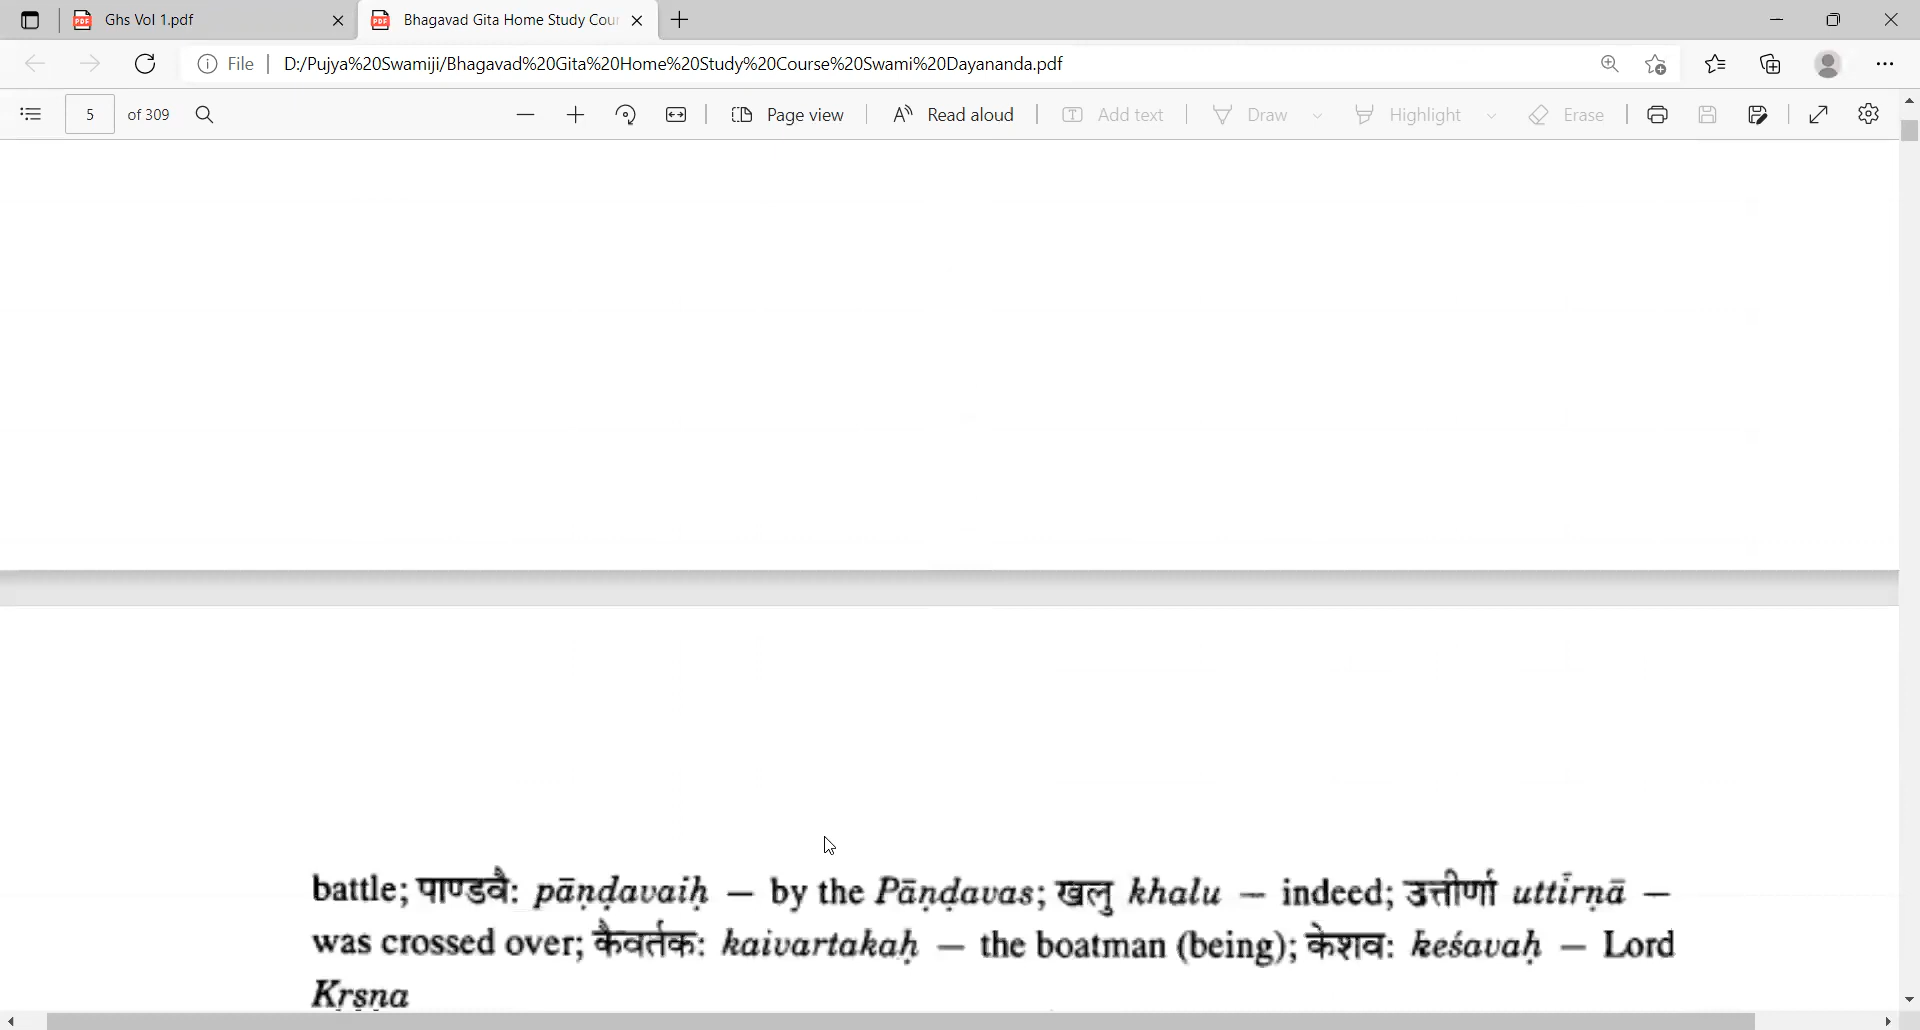 Ghs Vol 1.pdf
Bhagavad Gita Home Study Cou
File
D:/Pujya%20Swamiji/Bhagavad%20Gita%20Home%20Study%20Course%20Swami%20Dayananda.pdf
5 of 309
Page view
Read aloud
Add text
Draw
Highlight
Erase
battle; पाण्डवै: pāṇḍavaiḥ — by the Pāṇḍavas; खलु khalu — indeed; उत्तीर्णा uttīrṇā —
was crossed over; कैवर्तक: kaivartakaḥ — the boatman (being); केशव: keśavaḥ — Lord
Kṛṣṇa